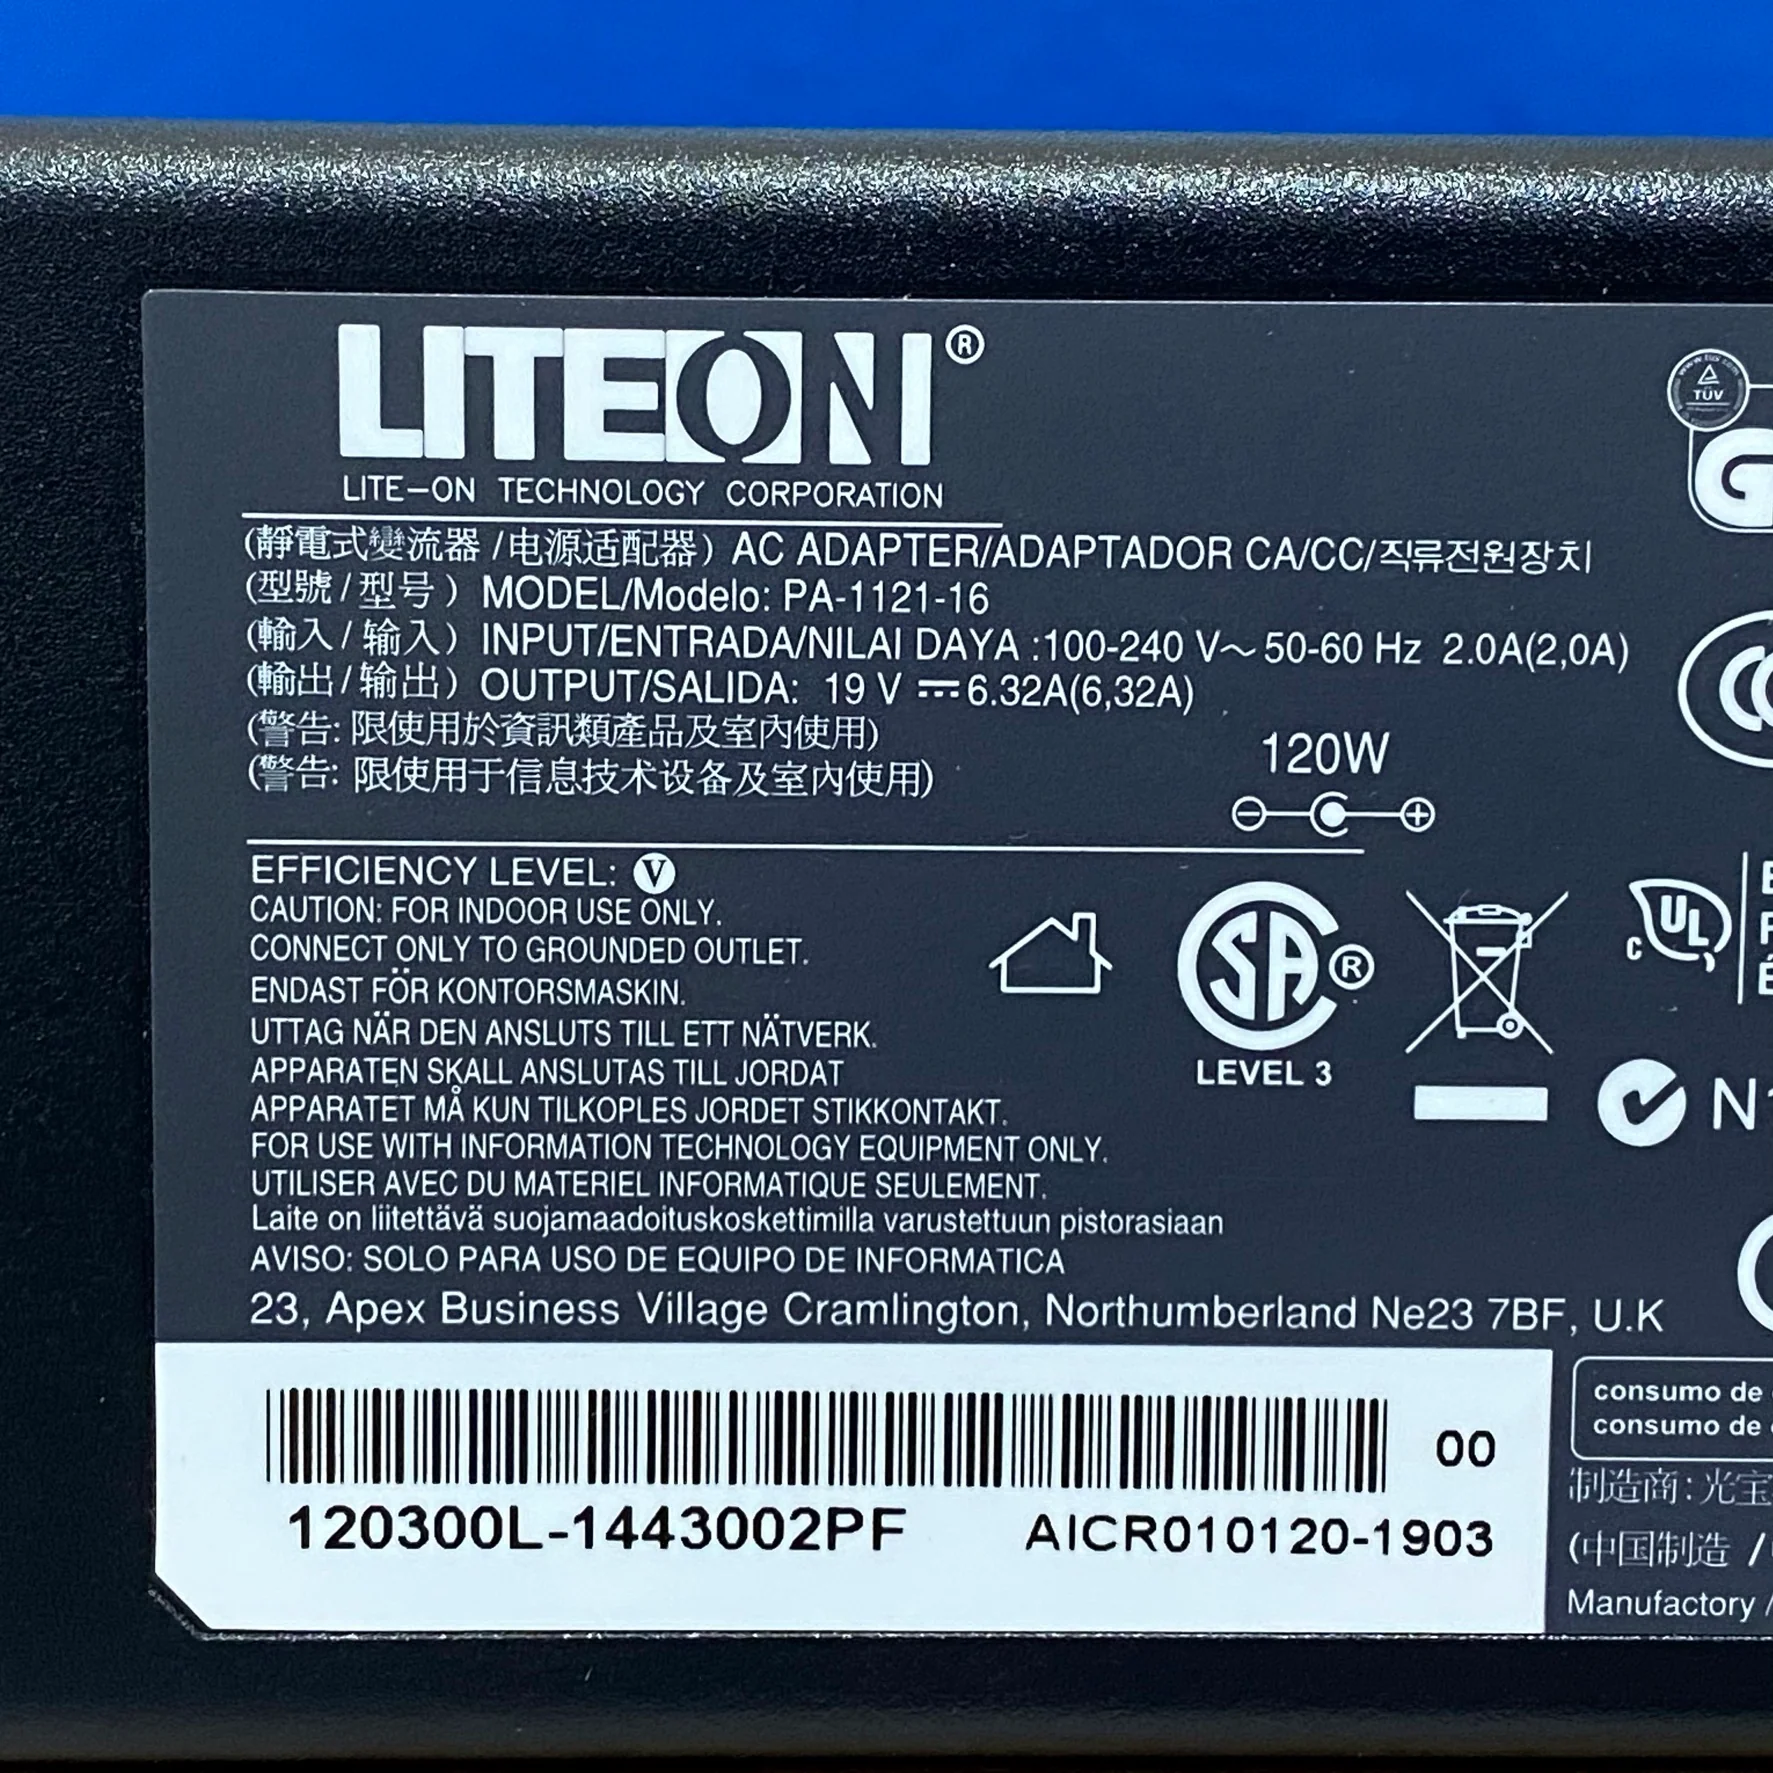 LITEON®
LITE-ON TECHNOLOGY CORPORATION
(靜電式變流器/电源适配器) AC ADAPTER/ADAPTADOR CA/CC/직류전원장치
(型號/型号) MODEL/Modelo: PA-1121-16
(輸入/输入) INPUT/ENTRADA/NILAI DAYA :100-240 V～50-60 Hz 2.0A(2,0A)
(輸出/输出) OUTPUT/SALIDA: 19 V ⎓ 6.32A(6,32A)
(警告: 限使用於資訊類產品及室內使用)
(警告: 限使用于信息技术设备及室内使用)
120W
EFFICIENCY LEVEL: V
CAUTION: FOR INDOOR USE ONLY.
CONNECT ONLY TO GROUNDED OUTLET.
ENDAST FÖR KONTORSMASKIN.
UTTAG NÄR DEN ANSLUTS TILL ETT NÄTVERK.
APPARATEN SKALL ANSLUTAS TILL JORDAT
APPARATET MÅ KUN TILKOPLES JORDET STIKKONTAKT.
FOR USE WITH INFORMATION TECHNOLOGY EQUIPMENT ONLY.
UTILISER AVEC DU MATERIEL INFORMATIQUE SEULEMENT.
Laite on liitettävä suojamaadoituskoskettimilla varustettuun pistorasiaan
AVISO: SOLO PARA USO DE EQUIPO DE INFORMATICA
23, Apex Business Village Cramlington, Northumberland Ne23 7BF, U.K
SA®
LEVEL 3
TÜV
G
c UL
N
00
120300L-1443002PF AICR010120-1903
consumo de
consumo de
制造商:光宝
(中国制造 /
Manufactory /